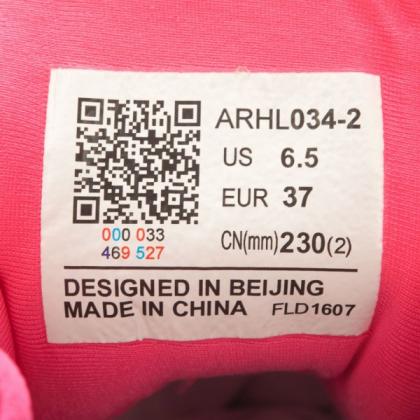 ARHL034-2
US 6.5
EUR 37
CN(mm)230(2)
000 033
469 527
DESIGNED IN BEIJING
MADE IN CHINA FLD1607